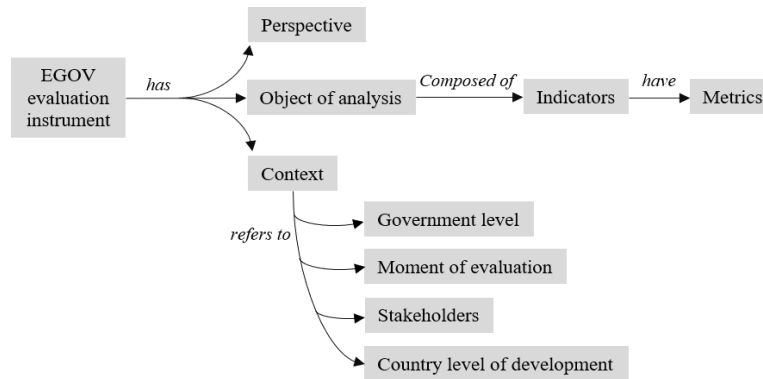 Perspective
EGOV
evaluation
instrument
has
Object of analysis
Composed of
Indicators
have
Metrics
Context
refers to
Government level
Moment of evaluation
Stakeholders
Country level of development